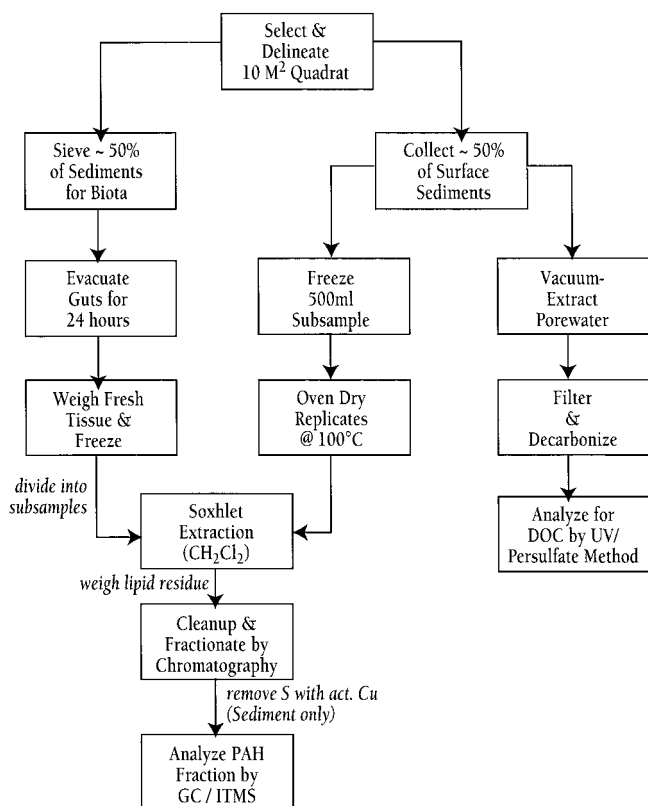 Select &
Delineate
10 M² Quadrat
Sieve ~ 50%
of Sediments
for Biota
Collect ~ 50%
of Surface
Sediments
Evacuate
Guts for
24 hours
Freeze
500ml
Subsample
Vacuum-
Extract
Porewater
Weigh Fresh
Tissue &
Freeze
Oven Dry
Replicates
@ 100°C
Filter
&
Decarbonize
divide into
subsamples
Soxhlet
Extraction
(CH₂Cl₂)
Analyze for
DOC by UV/
Persulfate Method
weigh lipid residue
Cleanup &
Fractionate by
Chromatography
remove S with act. Cu
(Sediment only)
Analyze PAH
Fraction by
GC / ITMS